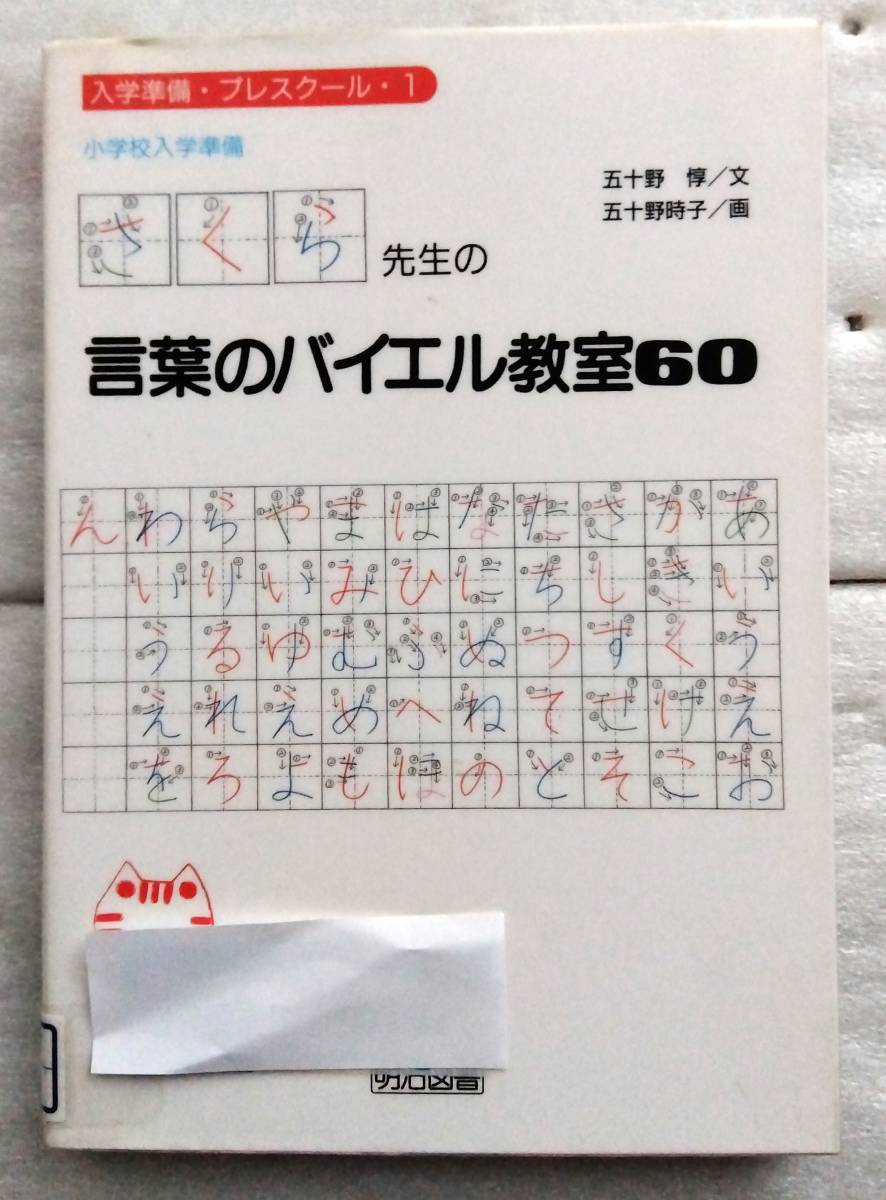 入学準備・プレスクール・1
小学校入学準備
五十野 惇/文
五十野時子/画
さくら先生の
言葉のバイエル教室60
んわらやまはなたさかあ
いりいみひにちしきい
うるゆむふぬつすくう
えれえめへねてせけえ
をろよもほのとそこお